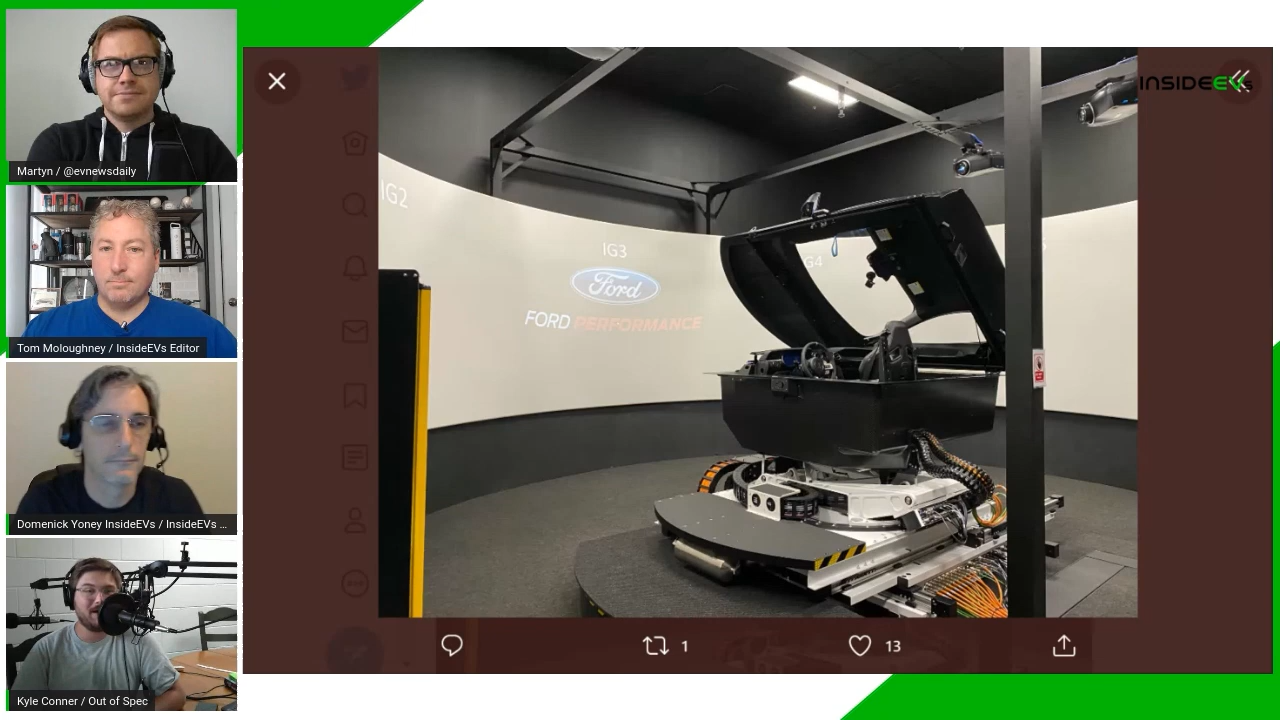 Martyn / @evnewsdaily
Tom Moloughney / InsideEVs Editor
Domenick Yoney InsideEVs / InsideEVs ...
Kyle Conner / Out of Spec
INSIDEEVs
IG2
IG3
G4
Ford
FORD PERFORMANCE
1
13